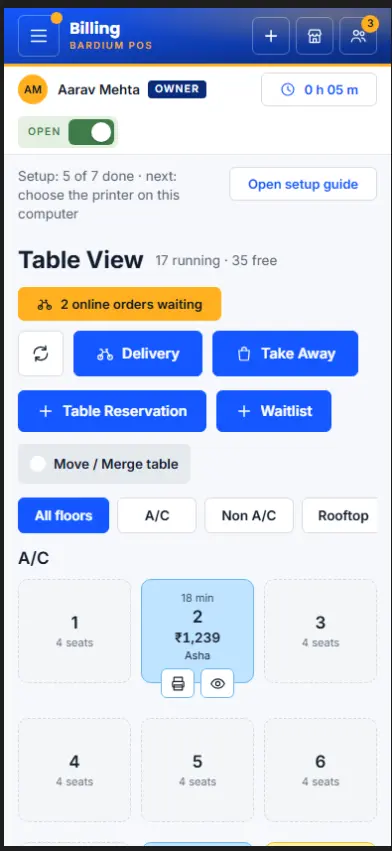 Billing
BARDIUM POS
3
AM Aarav Mehta OWNER 0 h 05 m
OPEN
Setup: 5 of 7 done · next:
choose the printer on this
computer
Open setup guide
Table View 17 running · 35 free
2 online orders waiting
Delivery Take Away
Table Reservation Waitlist
Move / Merge table
All floors A/C Non A/C Rooftop
A/C
1
4 seats
18 min
2
₹1,239
Asha
3
4 seats
4
4 seats
5
4 seats
6
4 seats